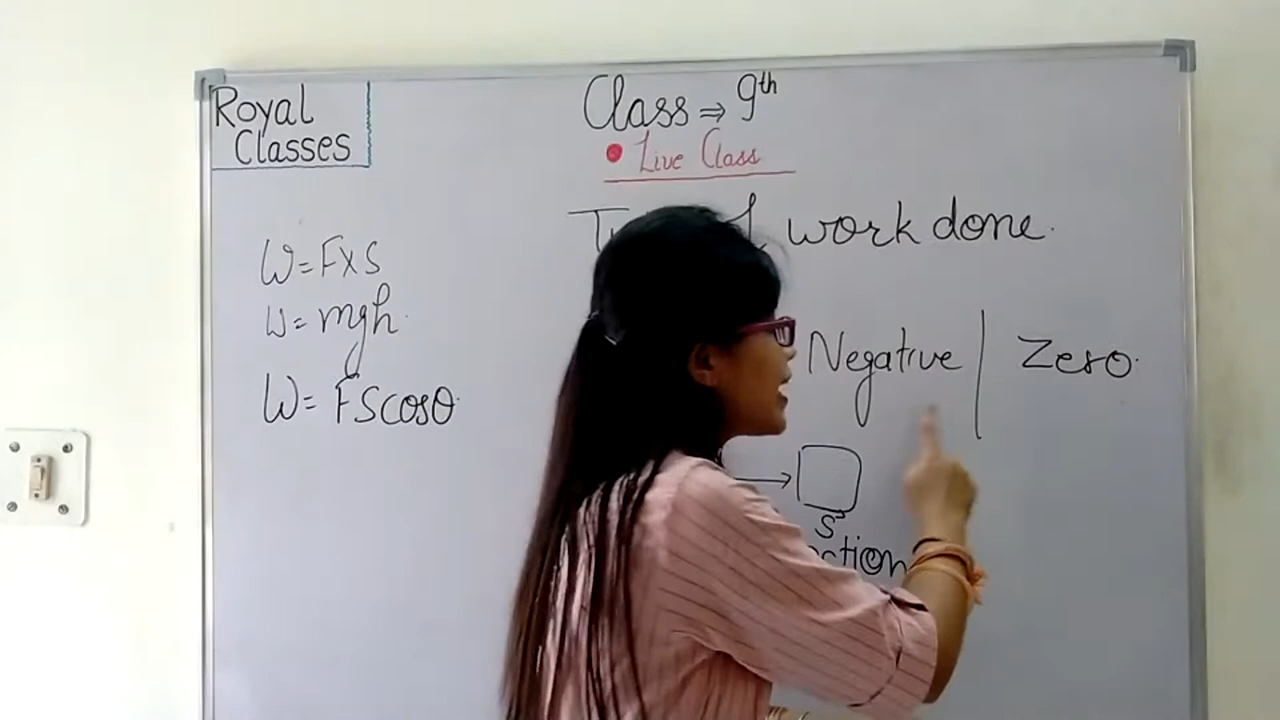 Royal
Classes
Class ⇒ 9th
• Live Class
work done.
W = F×S
W = mgh.
W = FScosθ
Negative | Zero.
S